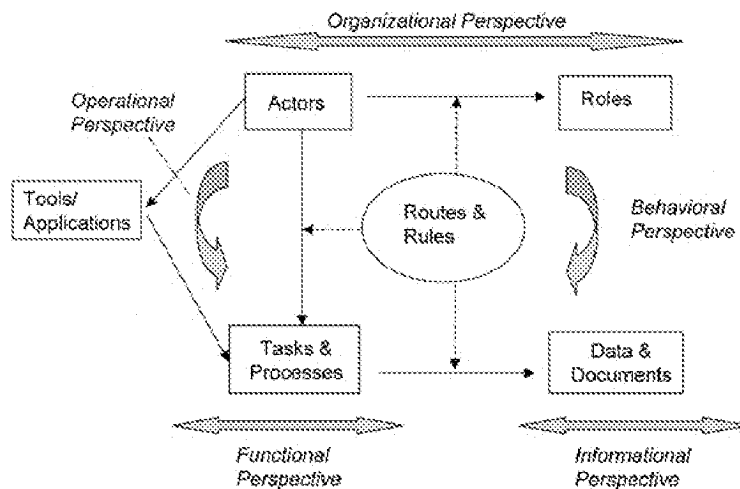 Organizational Perspective
Operational
Perspective
Actors
Roles
Tools/
Applications
Routes &
Rules
Behavioral
Perspective
Tasks &
Processes
Data &
Documents
Functional
Perspective
Informational
Perspective